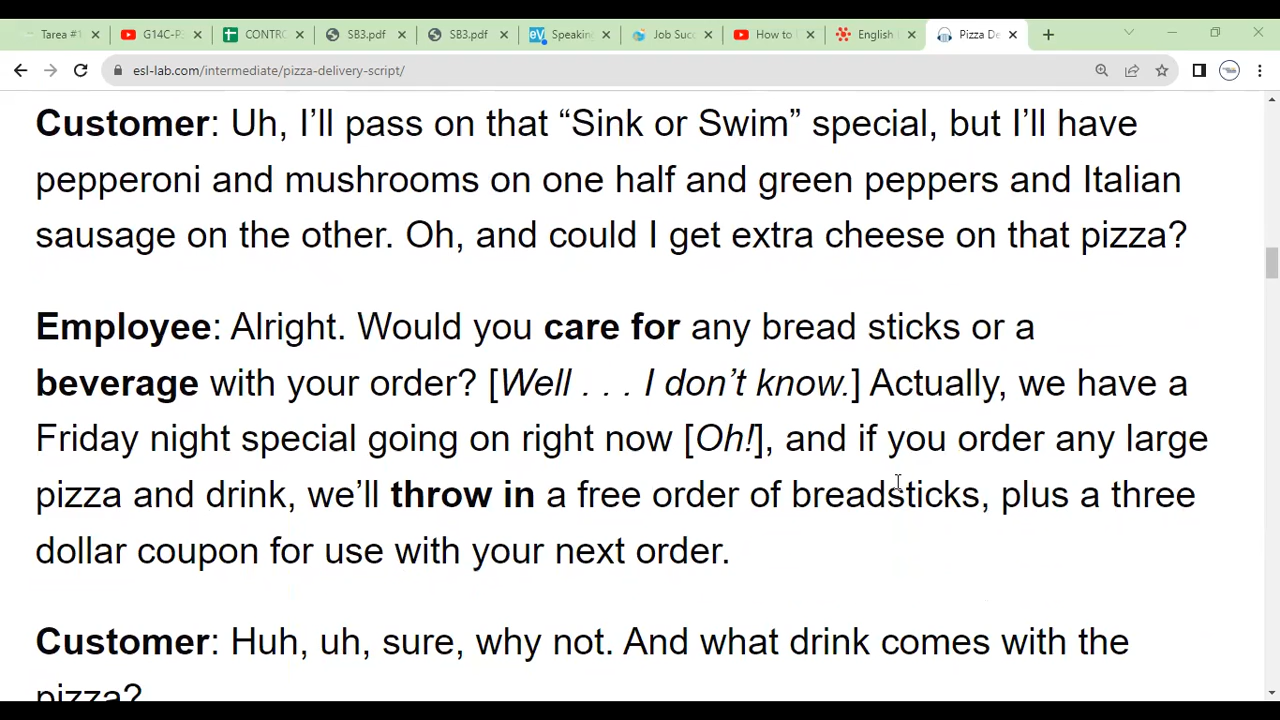 Tarea #1
G14C-P
CONTRO
SB3.pdf
SB3.pdf
Speaking
Job Suc
How to
English
Pizza De
esl-lab.com/intermediate/pizza-delivery-script/
Customer: Uh, I’ll pass on that “Sink or Swim” special, but I’ll have
pepperoni and mushrooms on one half and green peppers and Italian
sausage on the other. Oh, and could I get extra cheese on that pizza?
Employee: Alright. Would you care for any bread sticks or a
beverage with your order? [Well . . . I don’t know.] Actually, we have a
Friday night special going on right now [Oh!], and if you order any large
pizza and drink, we’ll throw in a free order of breadsticks, plus a three
dollar coupon for use with your next order.
Customer: Huh, uh, sure, why not. And what drink comes with the
pizza?